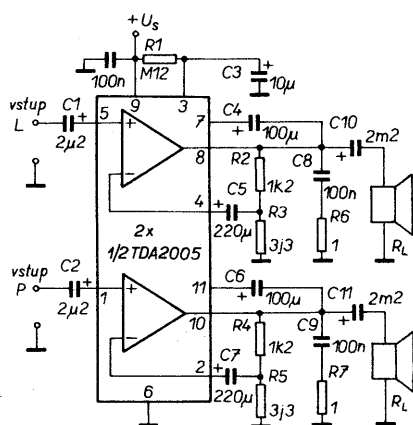 +Us
R1
100n
M12
C3
10µ
9
3
vstup
L
C1
2µ2
5
+
−
7
8
4
C4
100µ
C10
2m2
R2
1k2
C8
100n
C5
220µ
R3
3j3
R6
1
RL
2x
1/2 TDA2005
vstup
P
C2
2µ2
1
+
−
11
10
2
6
C6
100µ
C11
2m2
R4
1k2
C9
100n
C7
220µ
R5
3j3
R7
1
RL